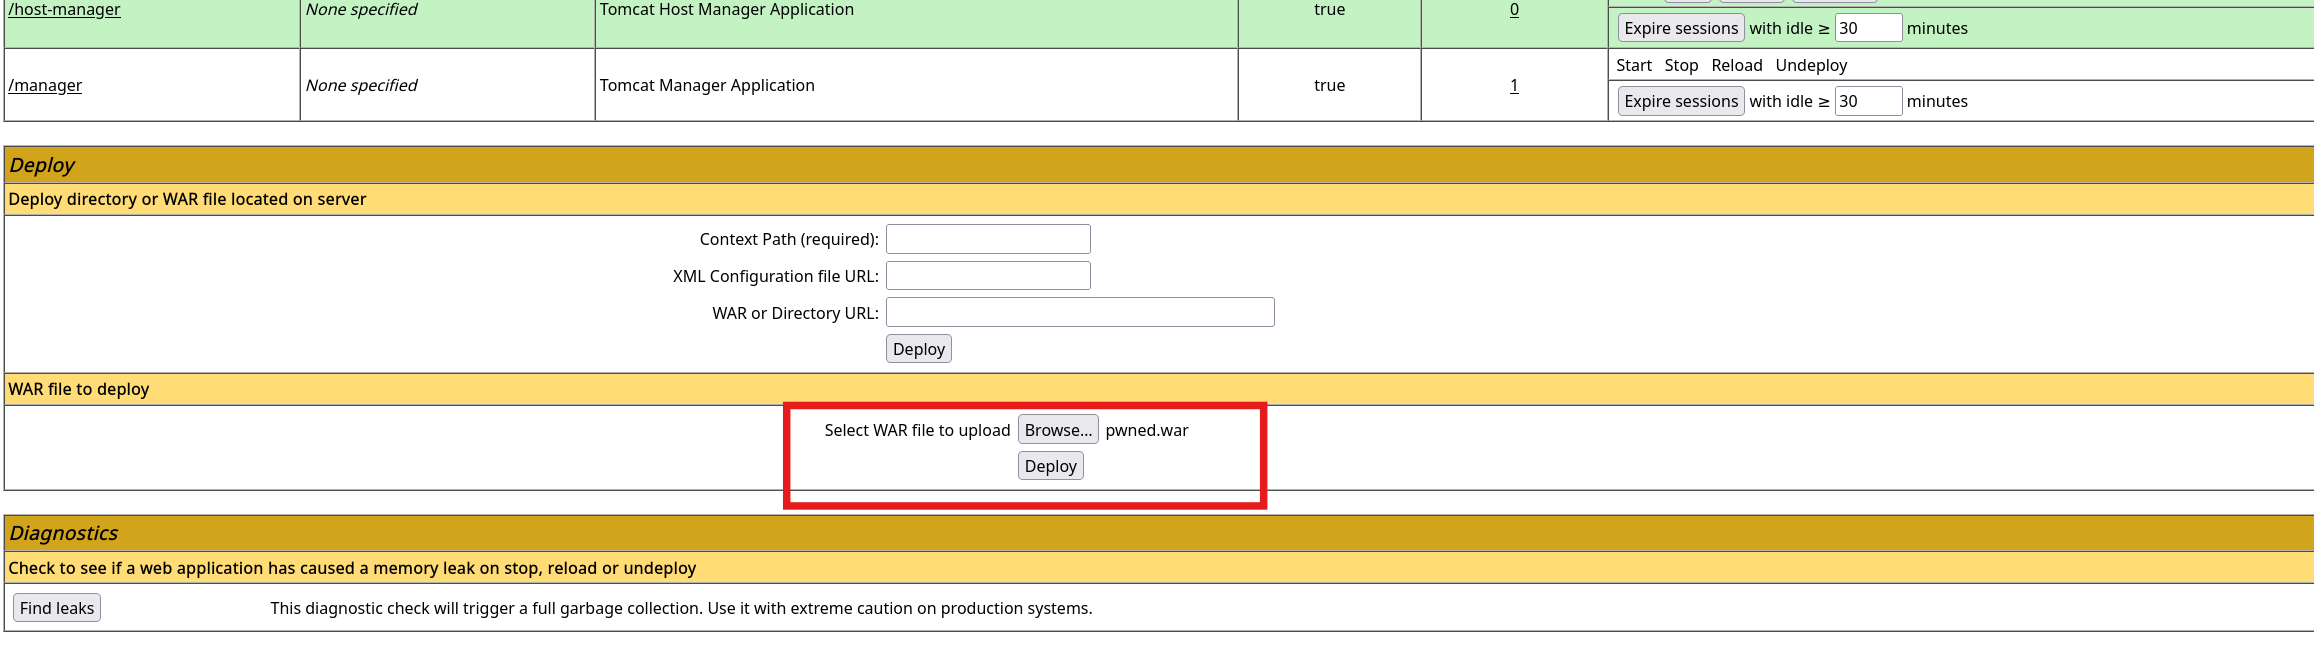 /host-manager None specified Tomcat Host Manager Application true 0
Expire sessions with idle ≥ 30 minutes
Start Stop Reload Undeploy
/manager None specified Tomcat Manager Application true 1
Expire sessions with idle ≥ 30 minutes
Deploy
Deploy directory or WAR file located on server
Context Path (required):
XML Configuration file URL:
WAR or Directory URL:
Deploy
WAR file to deploy
Select WAR file to upload Browse... pwned.war
Deploy
Diagnostics
Check to see if a web application has caused a memory leak on stop, reload or undeploy
Find leaks This diagnostic check will trigger a full garbage collection. Use it with extreme caution on production systems.